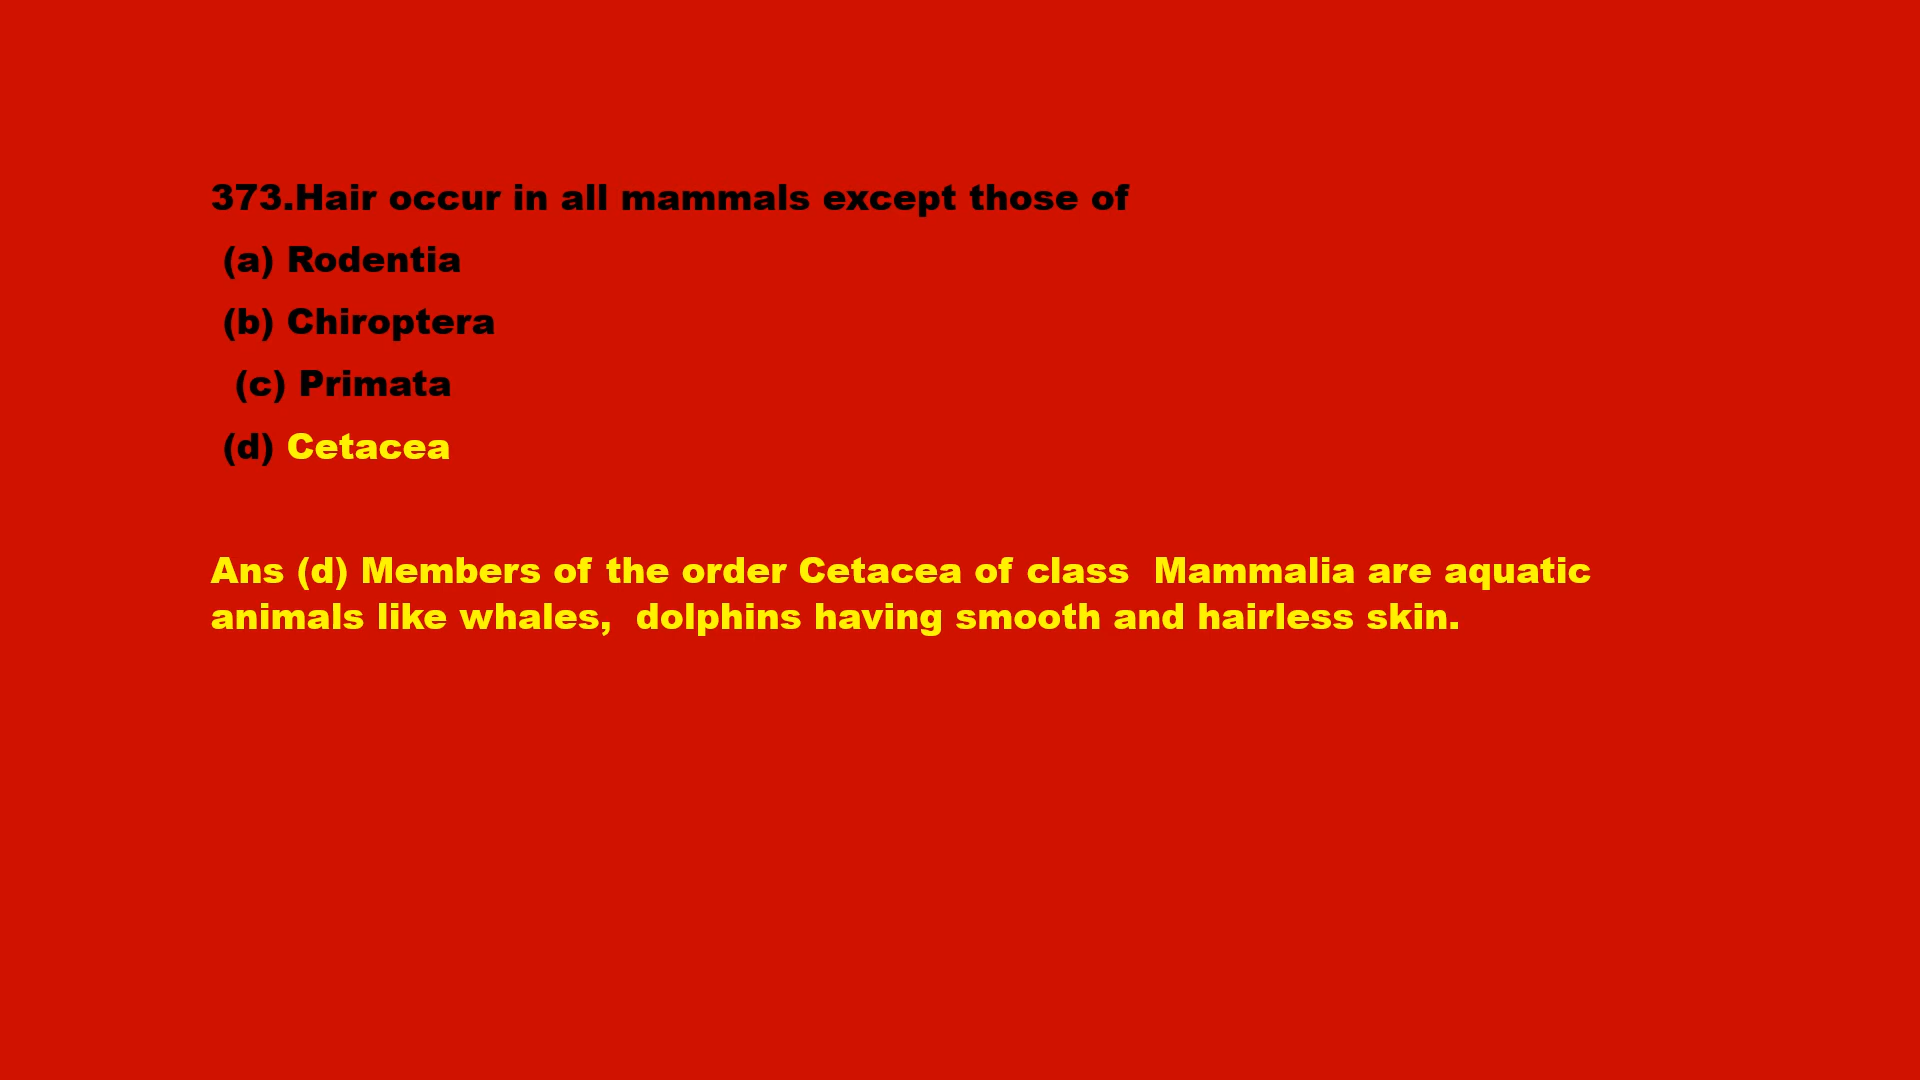 373.Hair occur in all mammals except those of
(a) Rodentia
(b) Chiroptera
(c) Primata
(d) Cetacea
Ans (d) Members of the order Cetacea of class  Mammalia are aquatic
animals like whales,  dolphins having smooth and hairless skin.